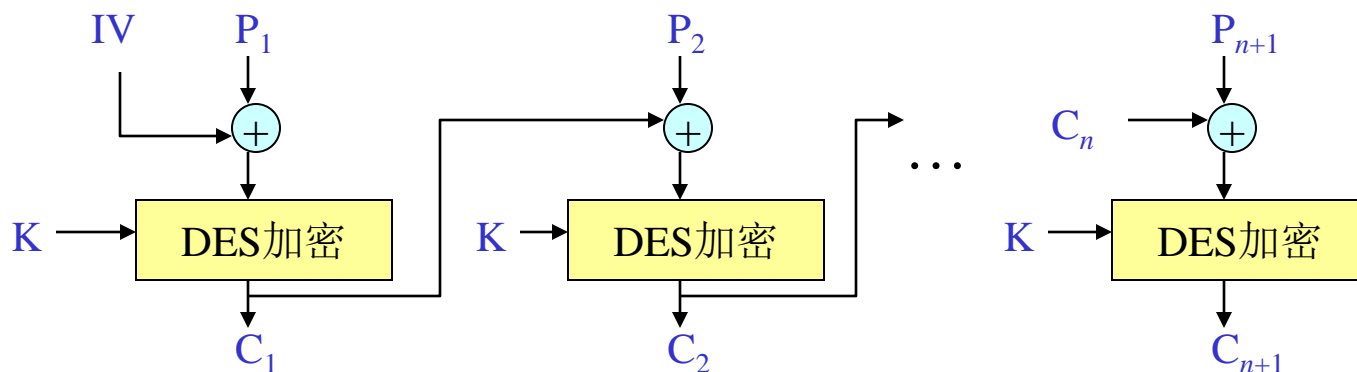 IV P₁ P₂ Pₙ₊₁
+ + Cₙ +
…
K DES加密 K DES加密 K DES加密
C₁ C₂ Cₙ₊₁